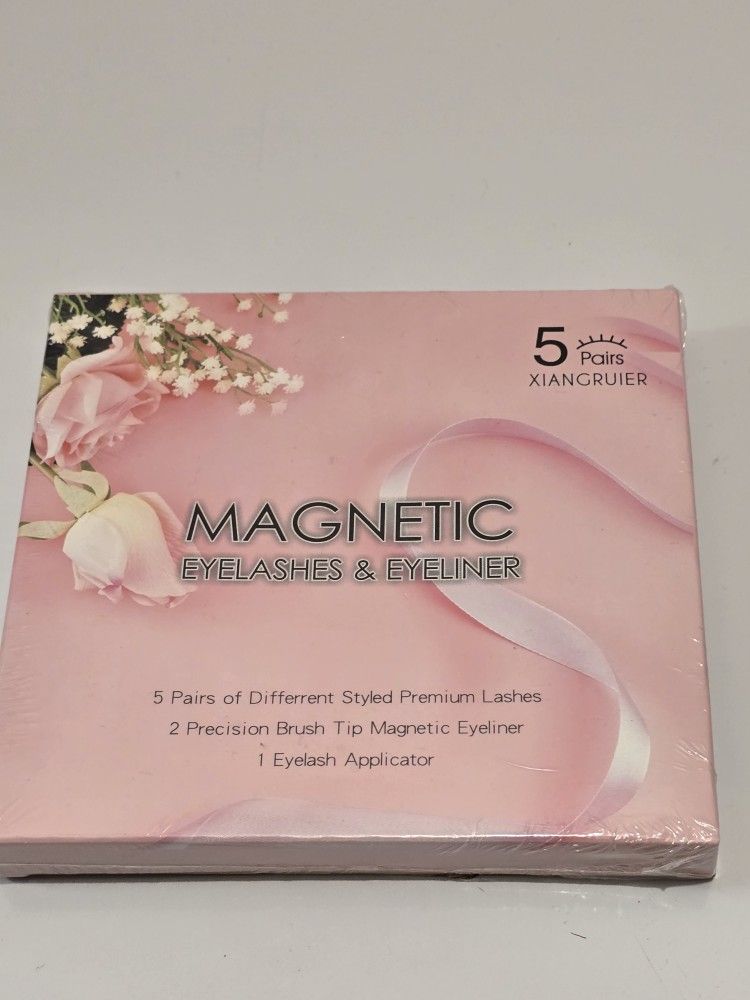 5 Pairs
XIANGRUIER
MAGNETIC
EYELASHES & EYELINER
5 Pairs of Differrent Styled Premium Lashes
2 Precision Brush Tip Magnetic Eyeliner
1 Eyelash Applicator